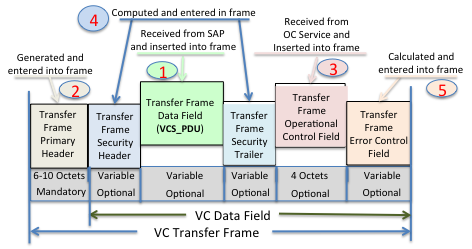 4
Computed and entered in frame
Generated and
entered into frame
2
Received from SAP
and inserted into frame
1
Received from
OC Service and
Inserted into frame
3
Calculated and
entered into frame
5
Transfer
Frame
Primary
Header
Transfer
Frame
Security
Header
Transfer Frame
Data Field
(VCS_PDU)
Transfer
Frame
Security
Trailer
Transfer
Frame
Operational
Control Field
Transfer
Frame
Error Control
Field
6-10 Octets
Mandatory
Variable
Optional
Variable
Optional
Variable
Optional
4 Octets
Optional
Variable
Optional
VC Data Field
VC Transfer Frame